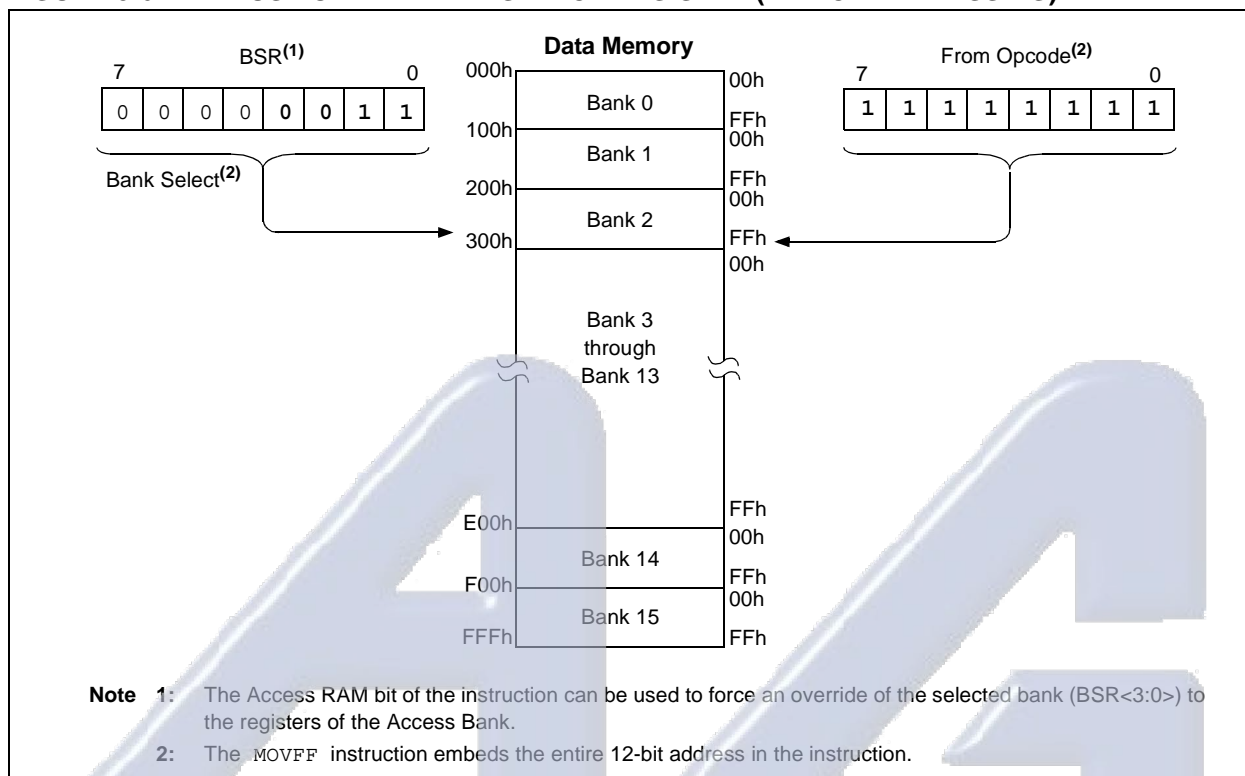 BSR(1)
7 0
0 0 0 0 0 0 1 1
Bank Select(2)
Data Memory
000h
00h
Bank 0
FFh
100h
00h
Bank 1
FFh
200h
00h
Bank 2
FFh
300h
00h
Bank 3
through
Bank 13
FFh
E00h
00h
Bank 14
FFh
F00h
00h
Bank 15
FFFh
FFh
From Opcode(2)
7 0
1 1 1 1 1 1 1 1
Note 1: The Access RAM bit of the instruction can be used to force an override of the selected bank (BSR<3:0>) to
the registers of the Access Bank.
2: The MOVFF instruction embeds the entire 12-bit address in the instruction.